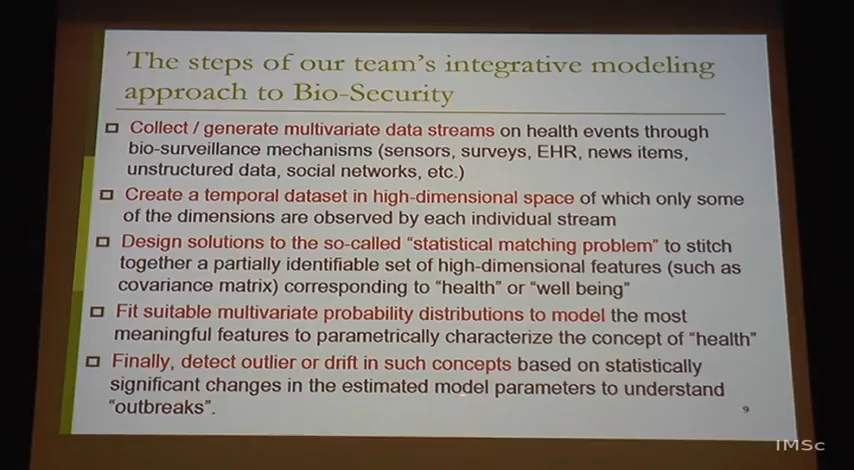 The steps of our team's integrative modeling
approach to Bio-Security
Collect / generate multivariate data streams on health events through
bio-surveillance mechanisms (sensors, surveys, EHR, news items,
unstructured data, social networks, etc.)
Create a temporal dataset in high-dimensional space of which only some
of the dimensions are observed by each individual stream
Design solutions to the so-called "statistical matching problem" to stitch
together a partially identifiable set of high-dimensional features (such as
covariance matrix) corresponding to "health" or "well being"
Fit suitable multivariate probability distributions to model the most
meaningful features to parametrically characterize the concept of "health"
Finally, detect outlier or drift in such concepts based on statistically
significant changes in the estimated model parameters to understand
"outbreaks".
9
IMSc